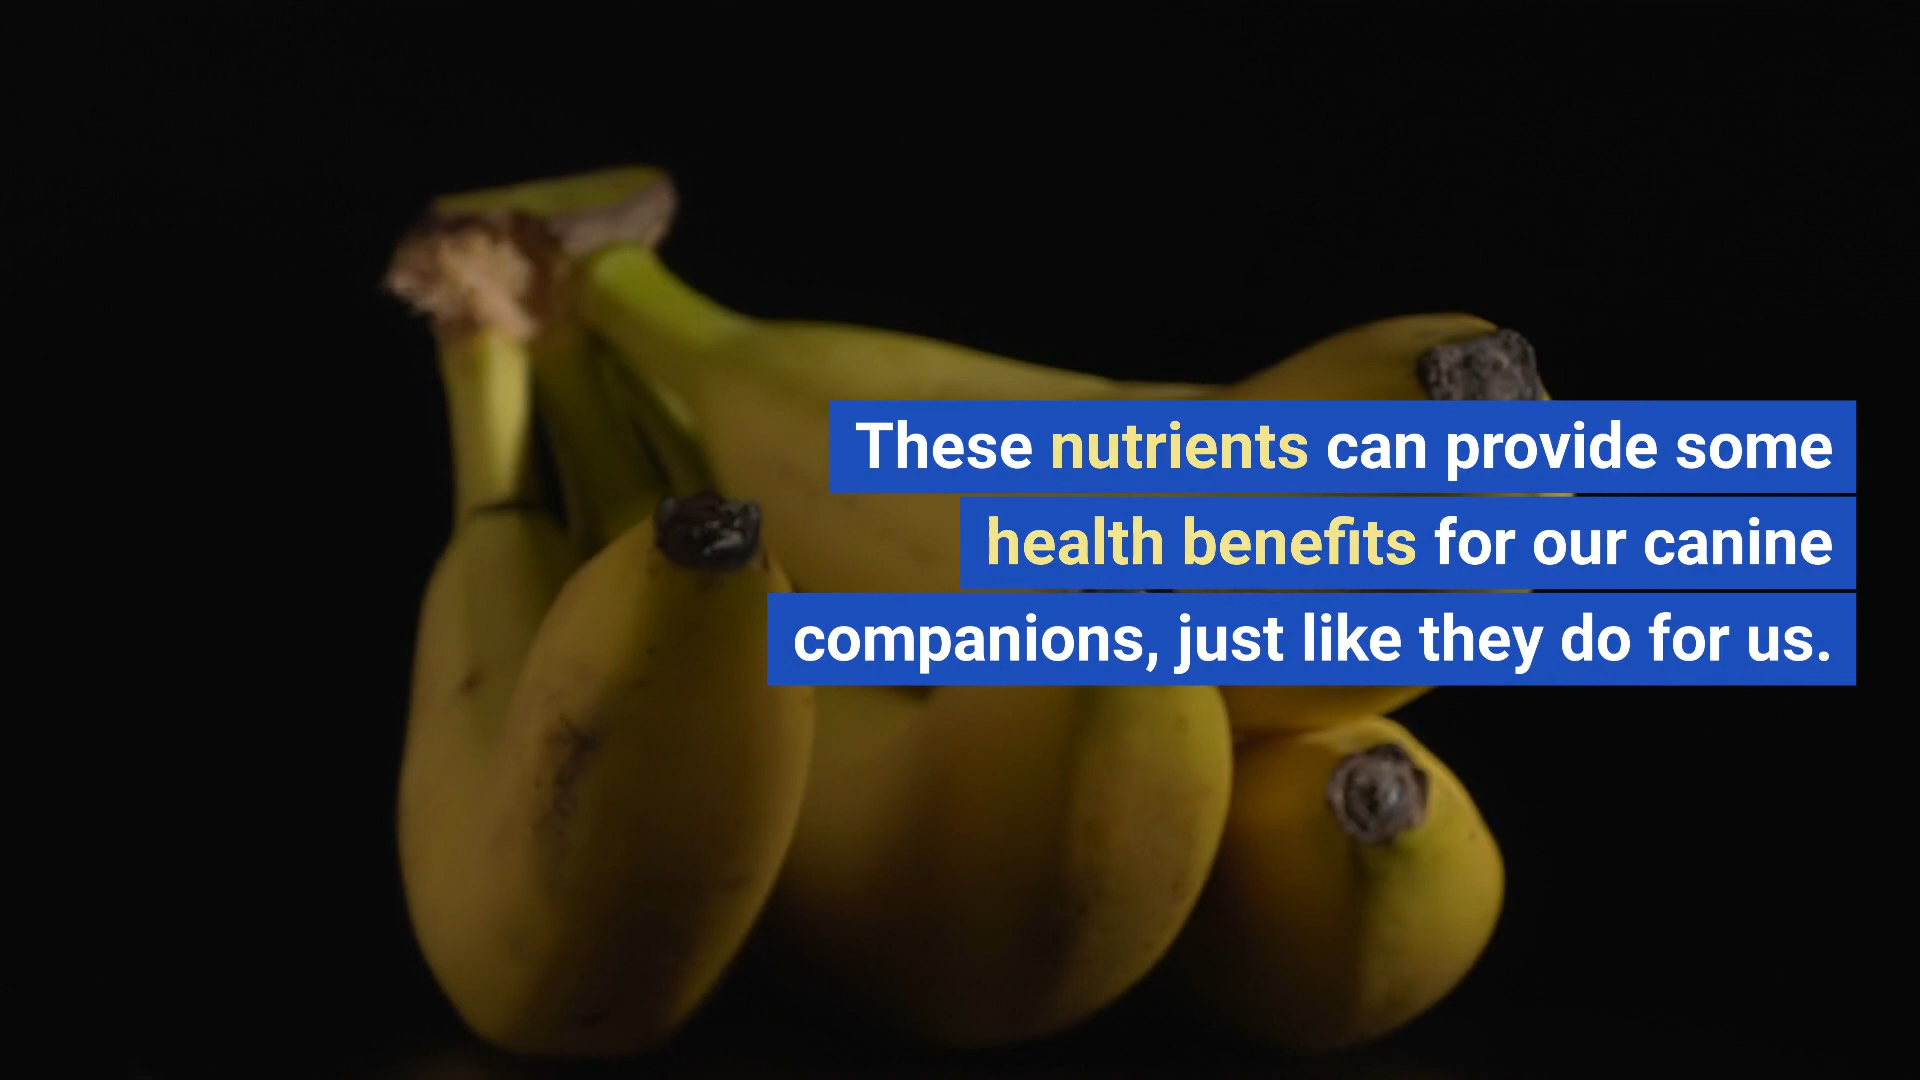 These nutrients can provide some
health benefits for our canine
companions, just like they do for us.